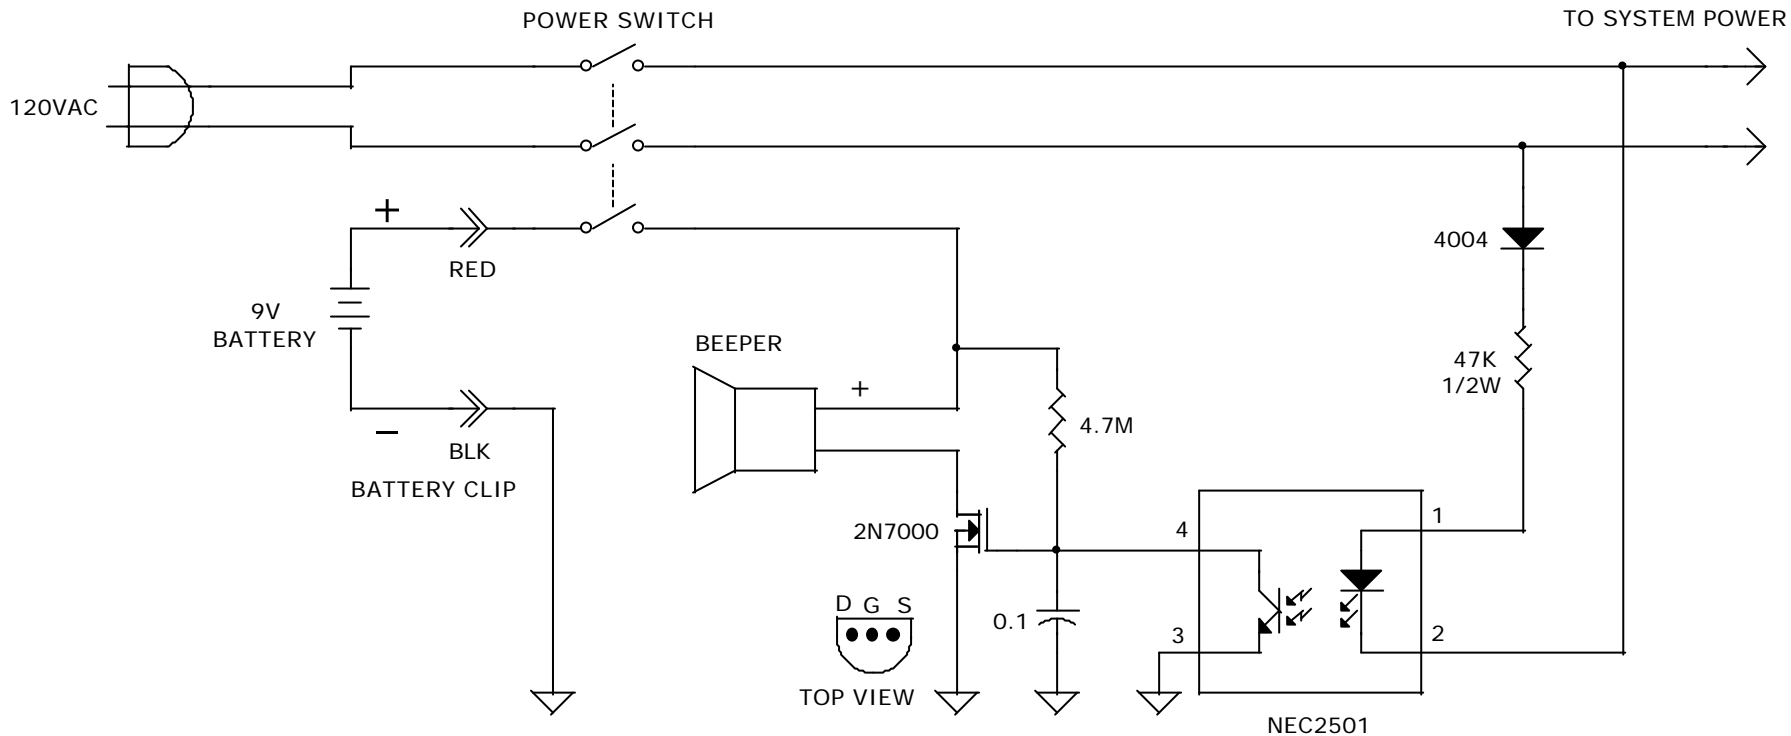 POWER SWITCH
TO SYSTEM POWER
120VAC
+
RED
4004
9V
BATTERY
BEEPER
+
47K
1/2W
4.7M
−
BLK
BATTERY CLIP
2N7000
4
1
D G S
0.1
3
2
TOP VIEW
NEC2501